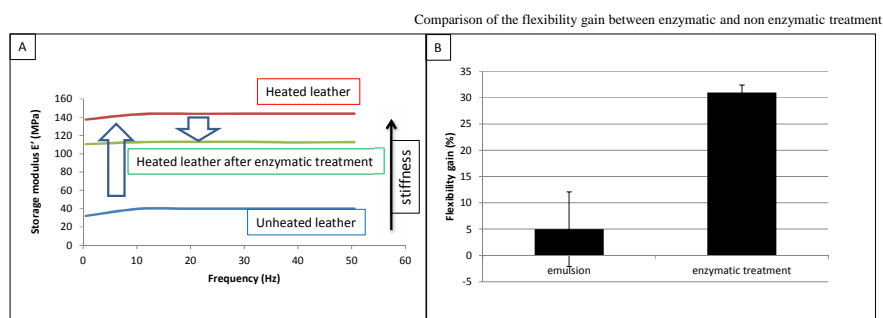 Comparison of the flexibility gain between enzymatic and non enzymatic treatment
A
Heated leather
160
140
120
100
80
60
40
20
0
Storage modulus E' (MPa)
Heated leather after enzymatic treatment
Unheated leather
stiffness
0
10
20
30
40
50
60
Frequency (Hz)
B
35
30
25
20
15
10
5
0
-5
Flexibility gain (%)
emulsion
enzymatic treatment